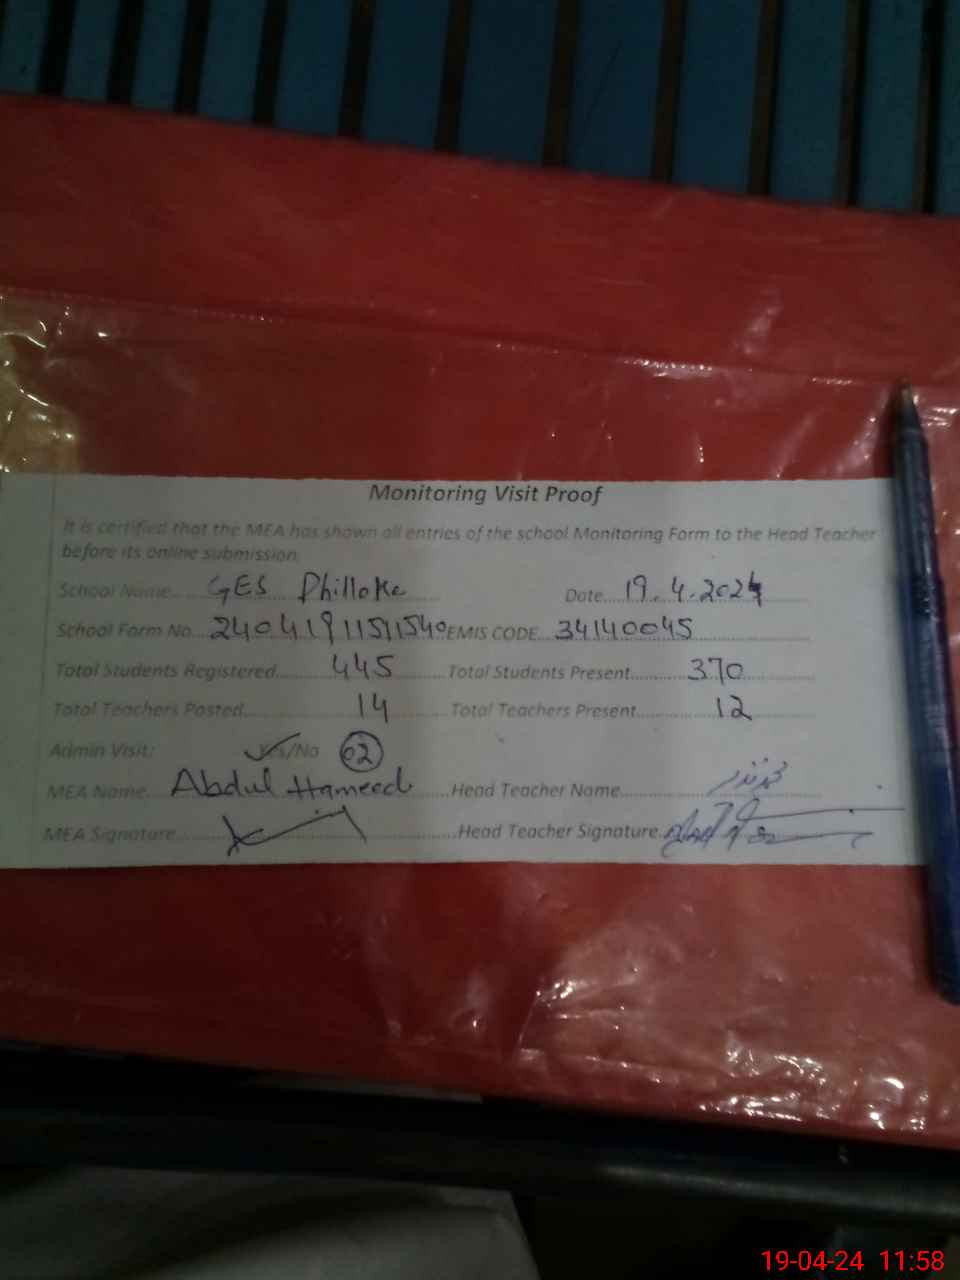 Monitoring Visit Proof
It is certified that the MEA has shown all entries of the school Monitoring Form to the Head Teacher
before its online submission.
School Name.....GES Philloke..... Date...19.4.2024
School Form No...24041911511540 EMIS CODE...34140045
Total Students Registered.....445 Total Students Present.....370
Total Teachers Posted.....14 Total Teachers Present.....12
Admin Visit: Yes/No 02
MEA Name...Abdul Hameed.....Head Teacher Name.....
MEA Signature.....Head Teacher Signature.
19-04-24 11:58